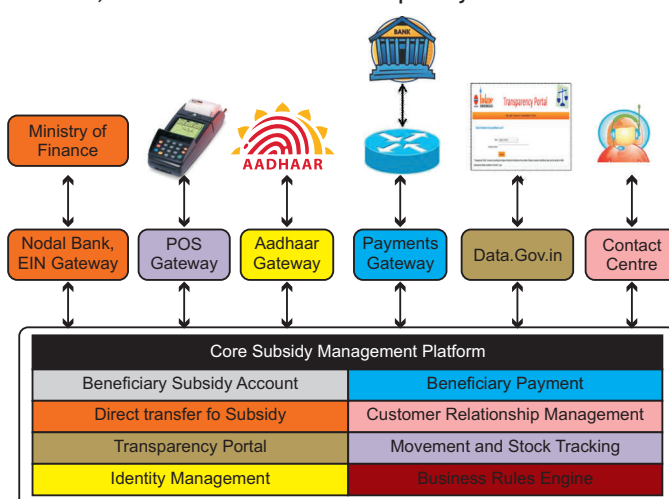 BANK
Transparency Portal
Ministry of
Finance
AADHAAR
Nodal Bank,
EIN Gateway
POS
Gateway
Aadhaar
Gateway
Payments
Gateway
Data.Gov.in
Contact
Centre
Core Subsidy Management Platform
Beneficiary Subsidy Account
Beneficiary Payment
Direct transfer fo Subsidy
Customer Relationship Management
Transparency Portal
Movement and Stock Tracking
Identity Management
Business Rules Engine